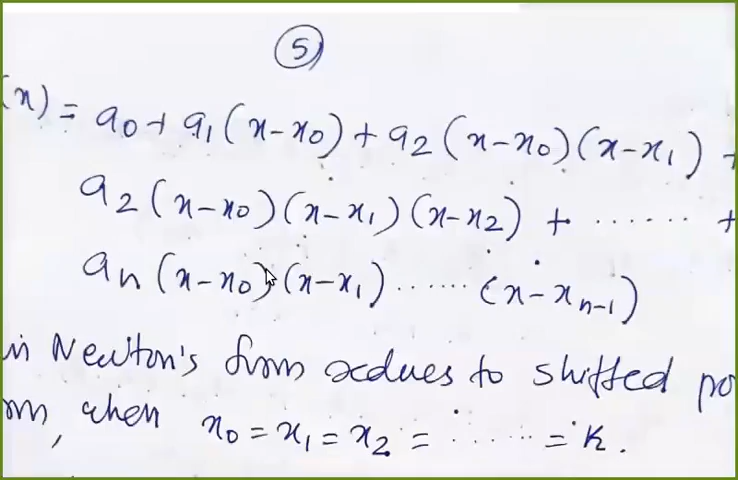 5
(x) = a0 + a1 (x-x0) + a2 (x-x0) (x-x1) +
a2 (x-x0) (x-x1) (x-x2) + ........ +
an (x-x0) (x-x1) ...... (x-xn-1)
in Newton's form reduces to shifted po
rm, when x0 = x1 = x2 = ........ = k.